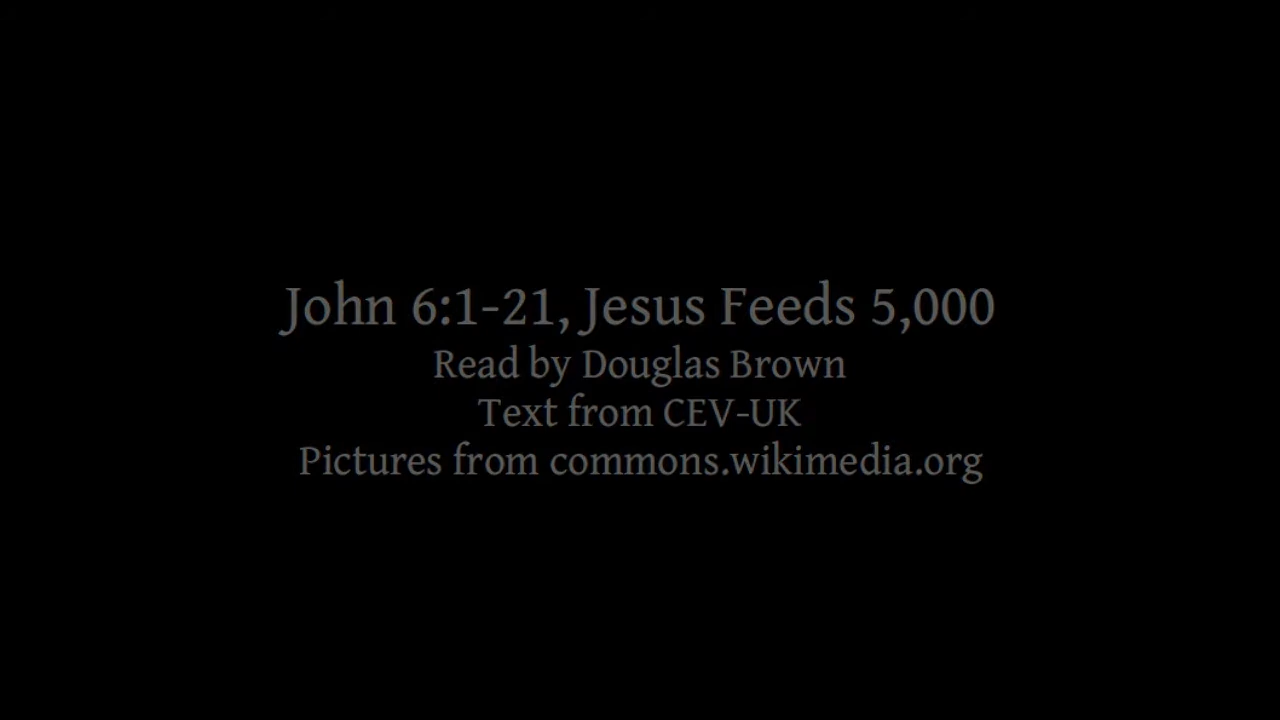 John 6:1-21, Jesus Feeds 5,000
Read by Douglas Brown
Text from CEV-UK
Pictures from commons.wikimedia.org